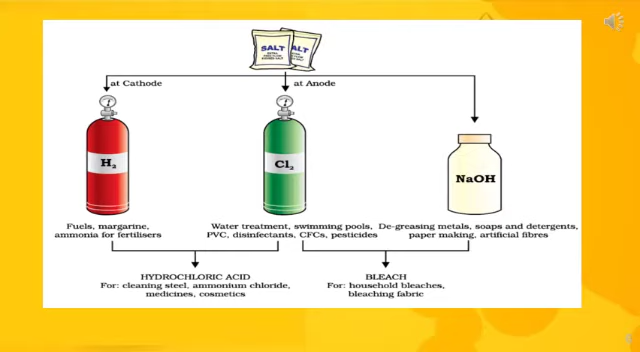 SALT
SALT
at Cathode
at Anode
H₂
Cl₂
NaOH
Fuels, margarine,
ammonia for fertilisers
Water treatment, swimming pools,
PVC, disinfectants, CFCs, pesticides
De-greasing metals, soaps and detergents,
paper making, artificial fibres
HYDROCHLORIC ACID
For: cleaning steel, ammonium chloride,
medicines, cosmetics
BLEACH
For: household bleaches,
bleaching fabric